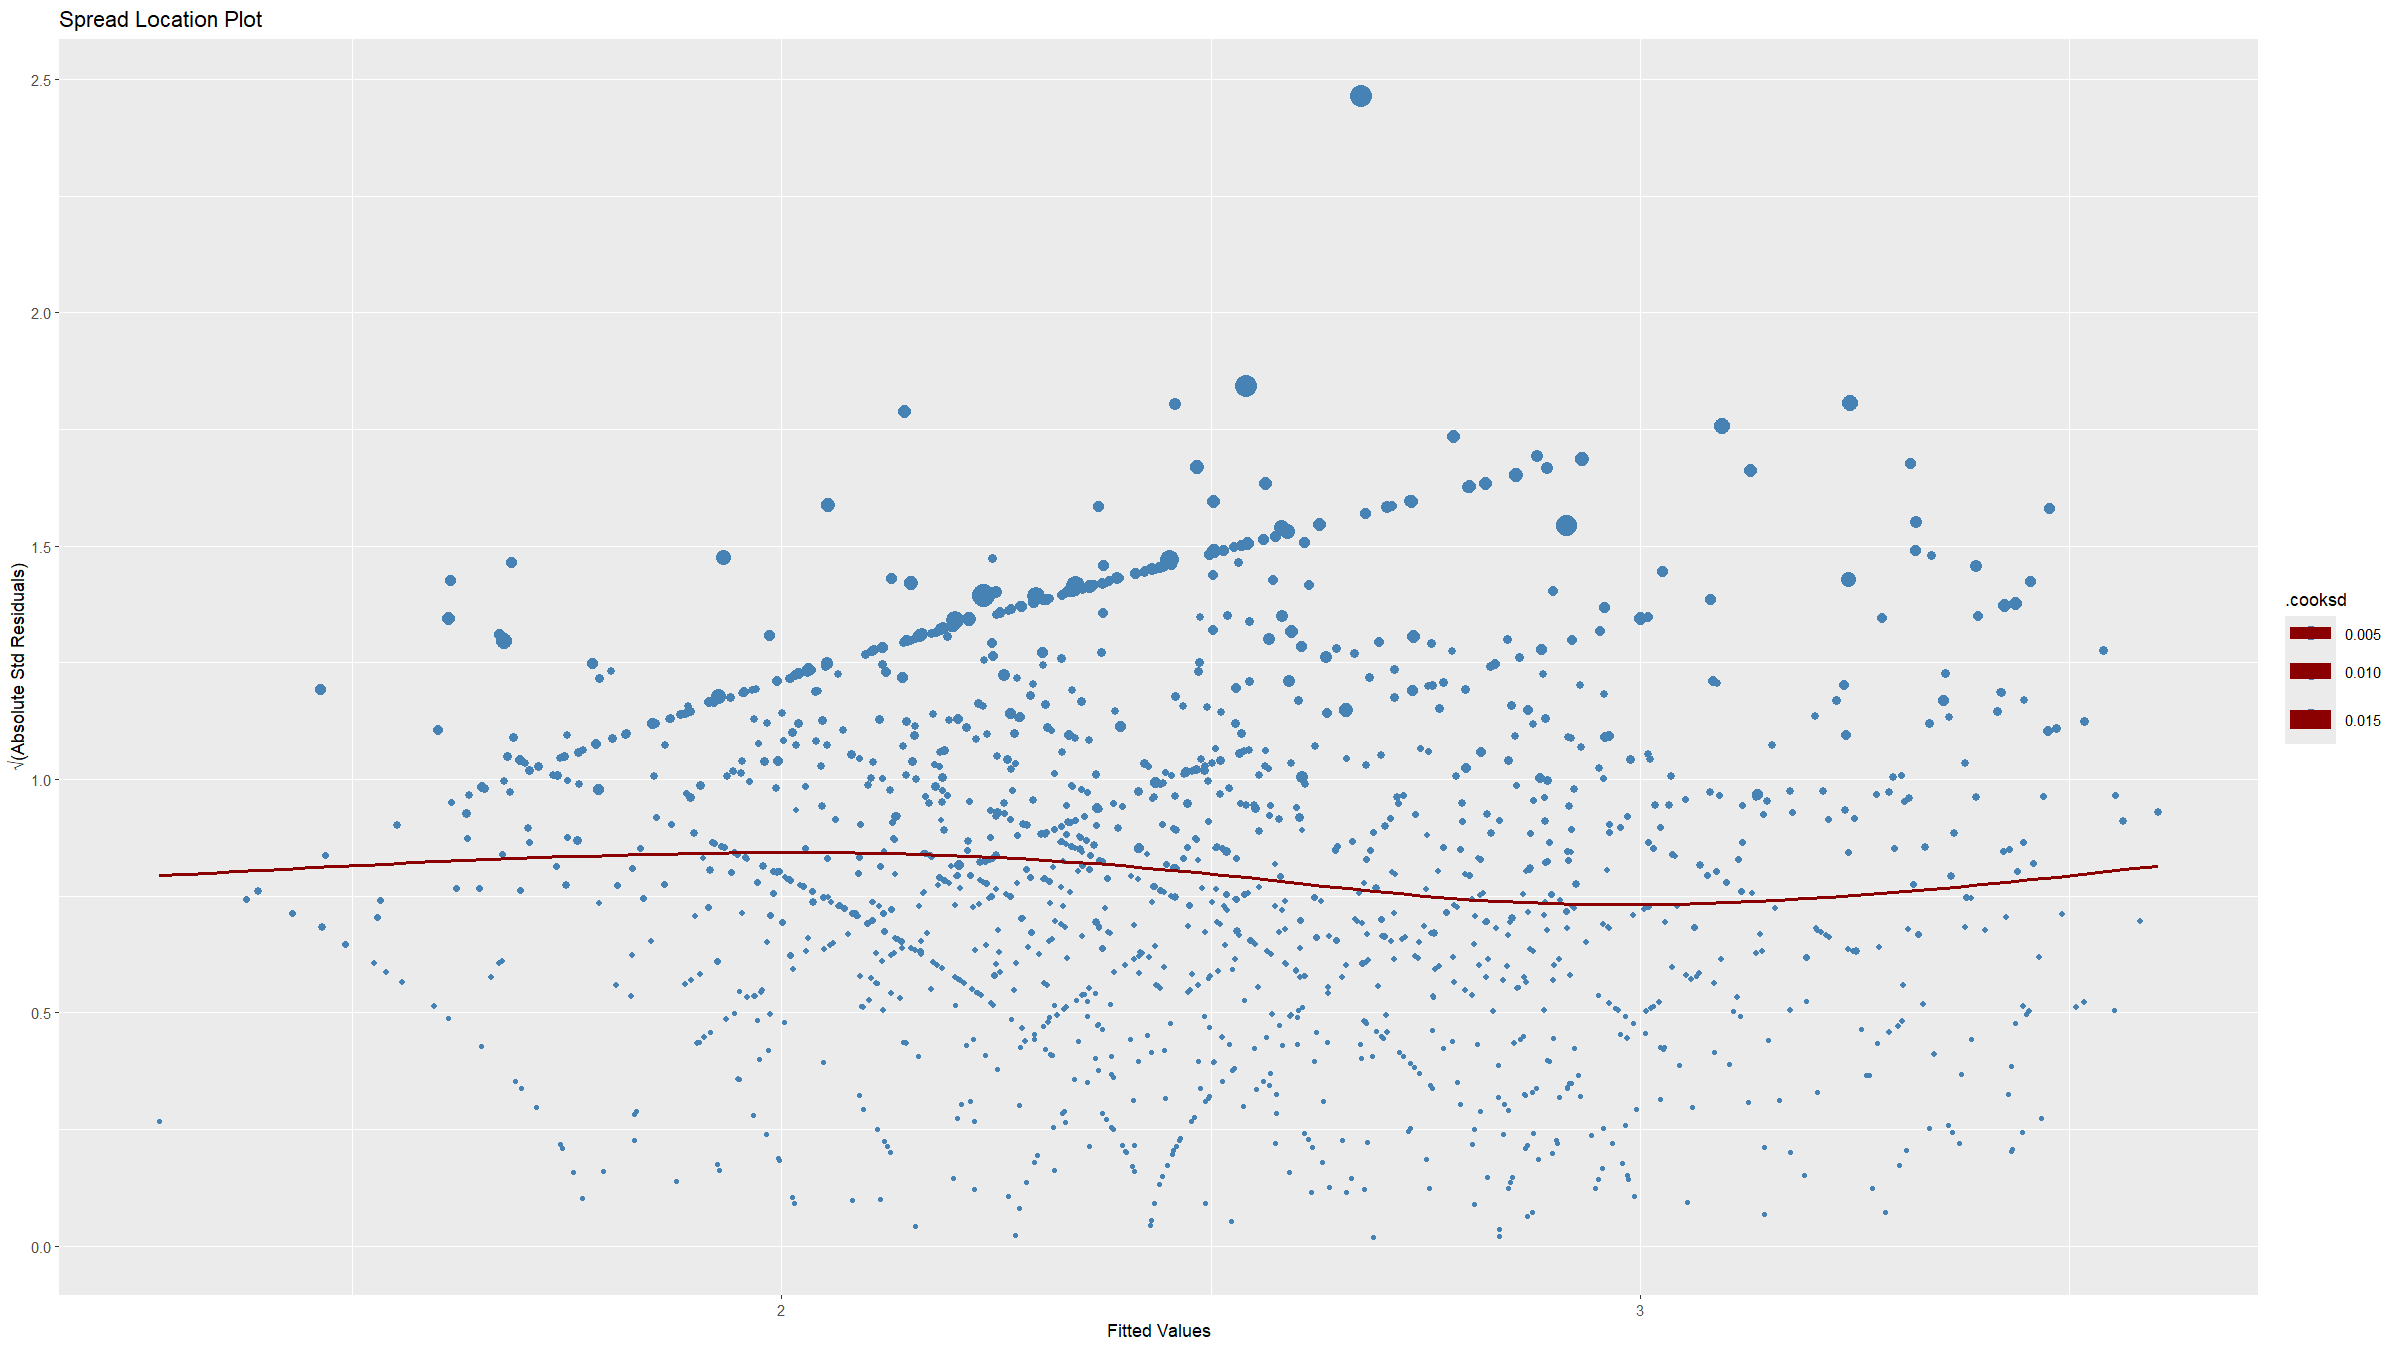 Spread Location Plot
2.5
2.0
1.5
1.0
0.5
0.0
√(Absolute Std Residuals)
2
3
Fitted Values
.cooksd
0.005
0.010
0.015